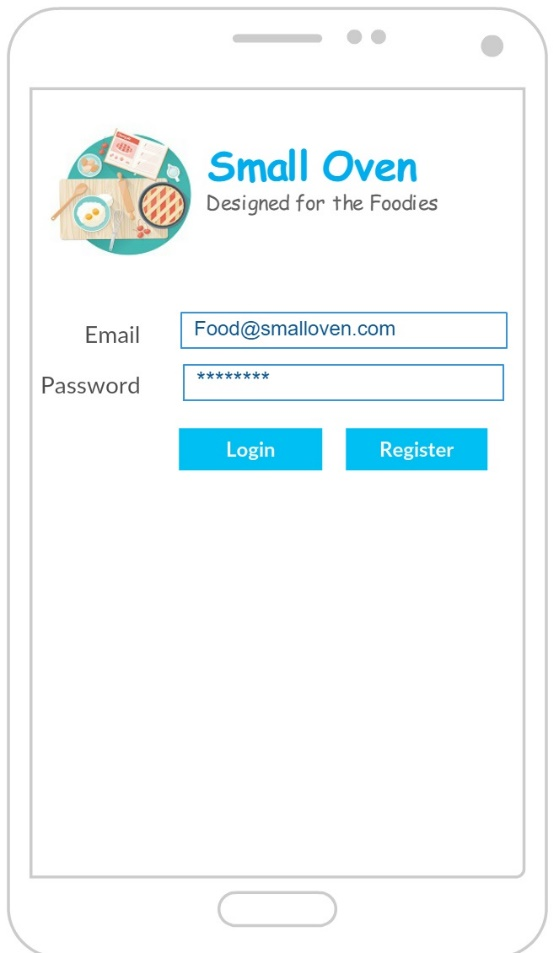 Small Oven
Designed for the Foodies
Email Food@smalloven.com
Password ********
Login Register